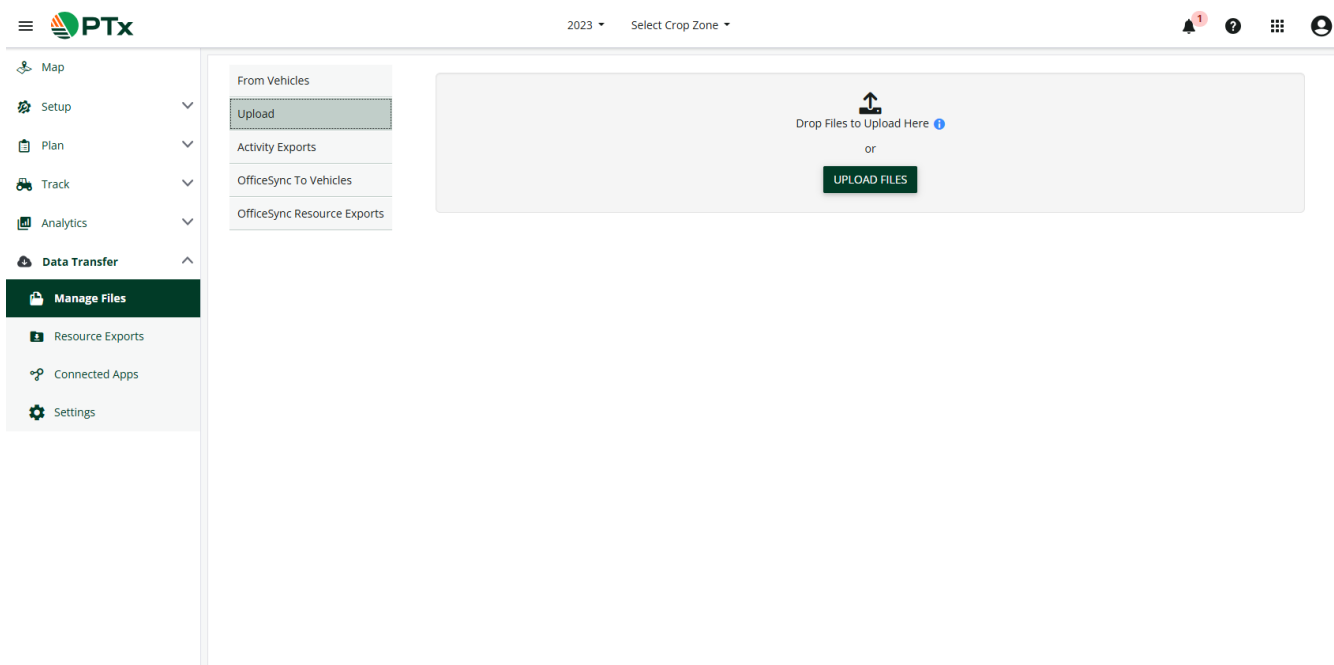 PTx
2023
Select Crop Zone
1
Map
Setup
Plan
Track
Analytics
Data Transfer
Manage Files
Resource Exports
Connected Apps
Settings
From Vehicles
Upload
Activity Exports
OfficeSync To Vehicles
OfficeSync Resource Exports
Drop Files to Upload Here
or
UPLOAD FILES